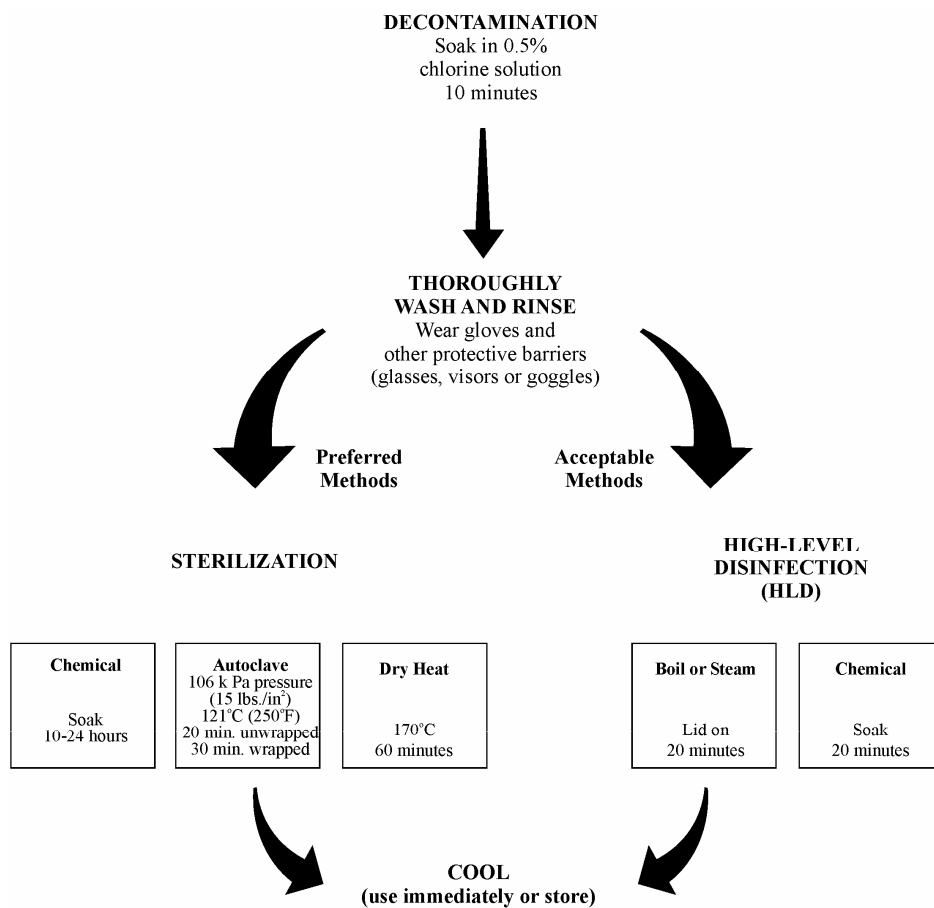 DECONTAMINATION
Soak in 0.5%
chlorine solution
10 minutes
THOROUGHLY
WASH AND RINSE
Wear gloves and
other protective barriers
(glasses, visors or goggles)
Preferred
Methods
Acceptable
Methods
STERILIZATION
HIGH-LEVEL
DISINFECTION
(HLD)
Chemical
Soak
10-24 hours
Autoclave
106 k Pa pressure
(15 lbs./in²)
121°C (250°F)
20 min. unwrapped
30 min. wrapped
Dry Heat
170°C
60 minutes
Boil or Steam
Lid on
20 minutes
Chemical
Soak
20 minutes
COOL
(use immediately or store)